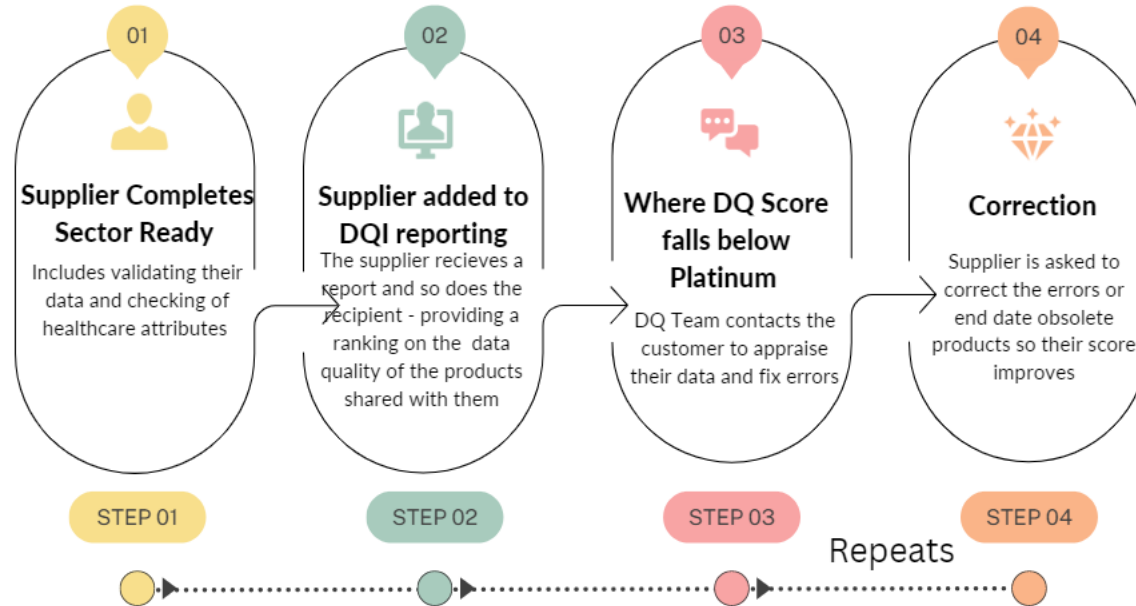 01
Supplier Completes
Sector Ready
Includes validating their
data and checking of
healthcare attributes
STEP 01
02
Supplier added to
DQI reporting
The supplier recieves a
report and so does the
recipient - providing a
ranking on the data
quality of the products
shared with them
STEP 02
03
Where DQ Score
falls below
Platinum
DQ Team contacts the
customer to appraise
their data and fix errors
STEP 03
04
Correction
Supplier is asked to
correct the errors or
end date obsolete
products so their score
improves
STEP 04
Repeats